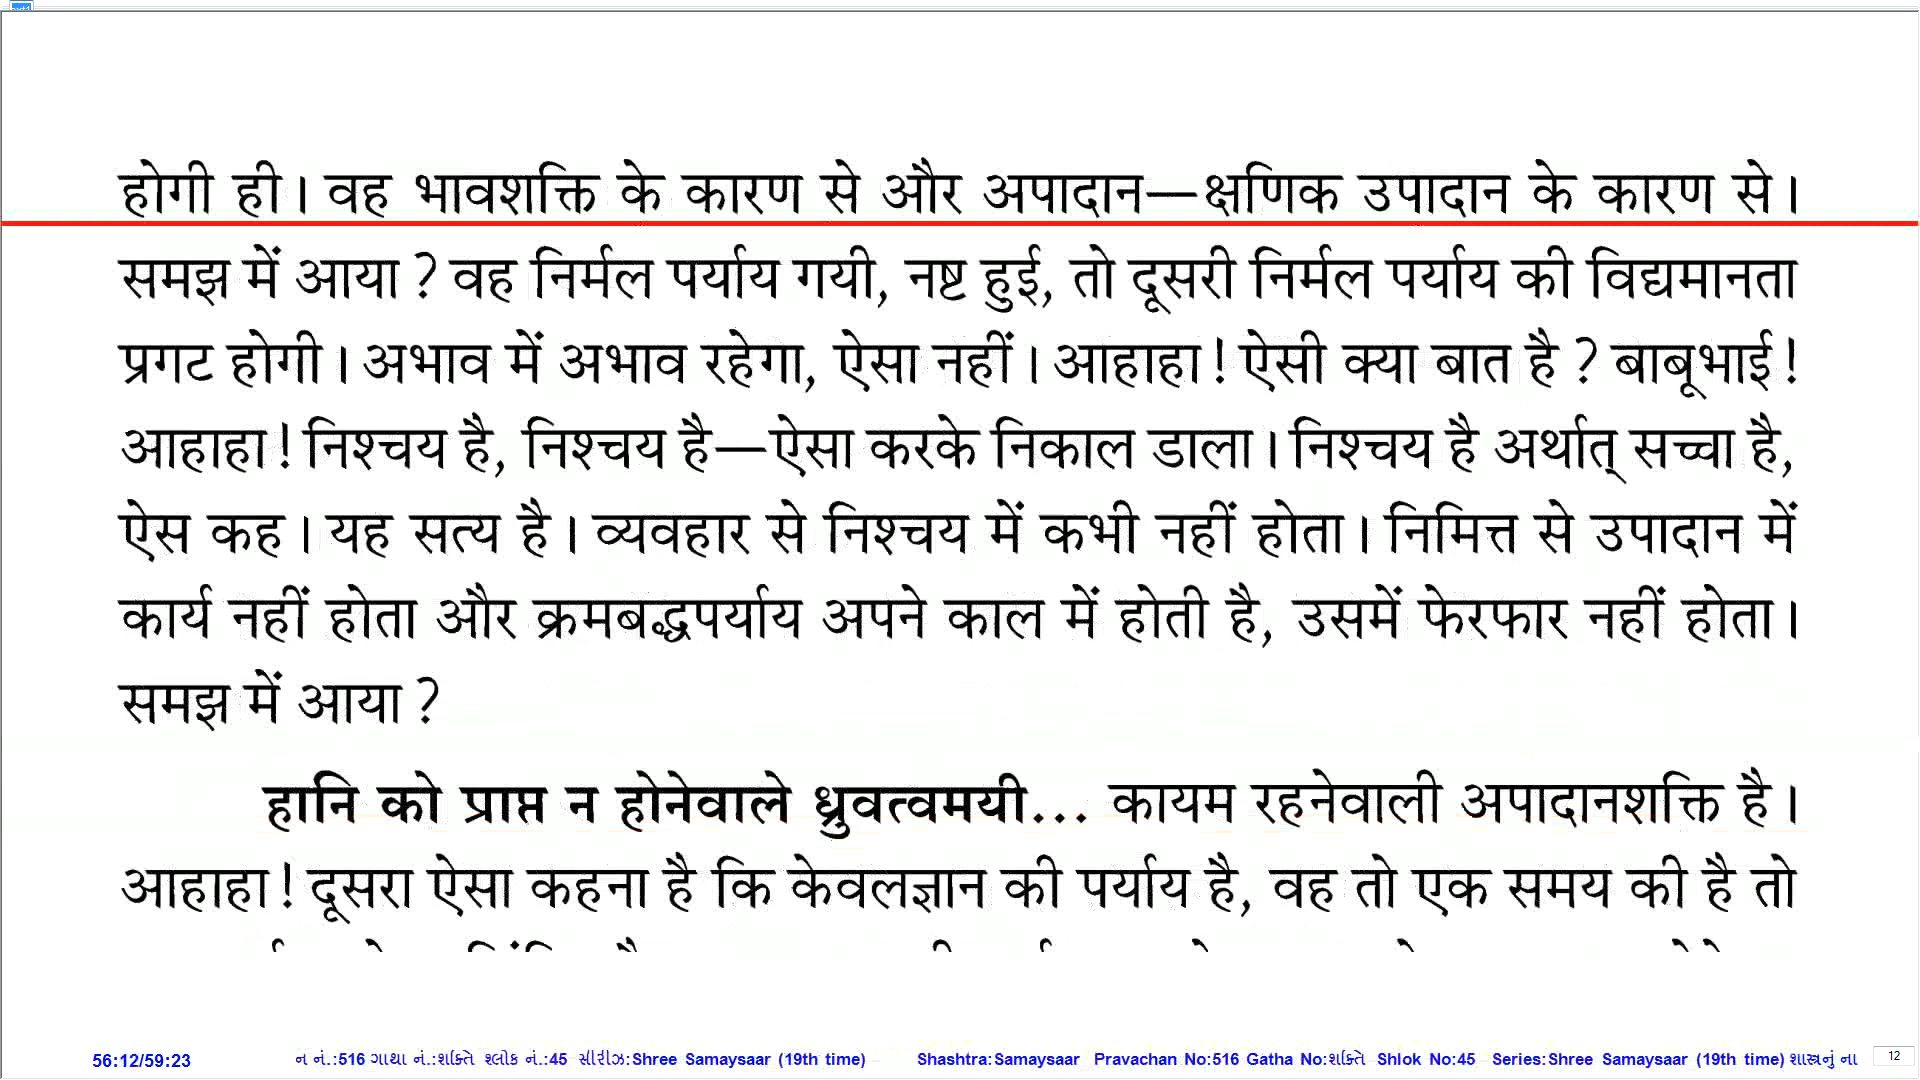 होगी ही। वह भावशक्ति के कारण से और अपादान—क्षणिक उपादान के कारण से।
समझ में आया ? वह निर्मल पर्याय गयी, नष्ट हुई, तो दूसरी निर्मल पर्याय की विद्यमानता
प्रगट होगी। अभाव में अभाव रहेगा, ऐसा नहीं। आहाहा! ऐसी क्या बात है ? बाबूभाई!
आहाहा! निश्चय है, निश्चय है—ऐसा करके निकाल डाला। निश्चय है अर्थात् सच्चा है,
ऐस कह। यह सत्य है। व्यवहार से निश्चय में कभी नहीं होता। निमित्त से उपादान में
कार्य नहीं होता और क्रमबद्धपर्याय अपने काल में होती है, उसमें फेरफार नहीं होता।
समझ में आया ?
हानि को प्राप्त न होनेवाले ध्रुवत्वमयी... कायम रहनेवाली अपादानशक्ति है।
आहाहा! दूसरा ऐसा कहना है कि केवलज्ञान की पर्याय है, वह तो एक समय की है तो
56:12/59:23 ન નં.:516 ગાથા નં.:શક્તિ શ્લોક નં.:45 સીરીઝ:Shree Samaysaar (19th time) Shashtra:Samaysaar Pravachan No:516 Gatha No:શક્તિ Shlok No:45 Series:Shree Samaysaar (19th time) શાસ્ત્રનું ના 12